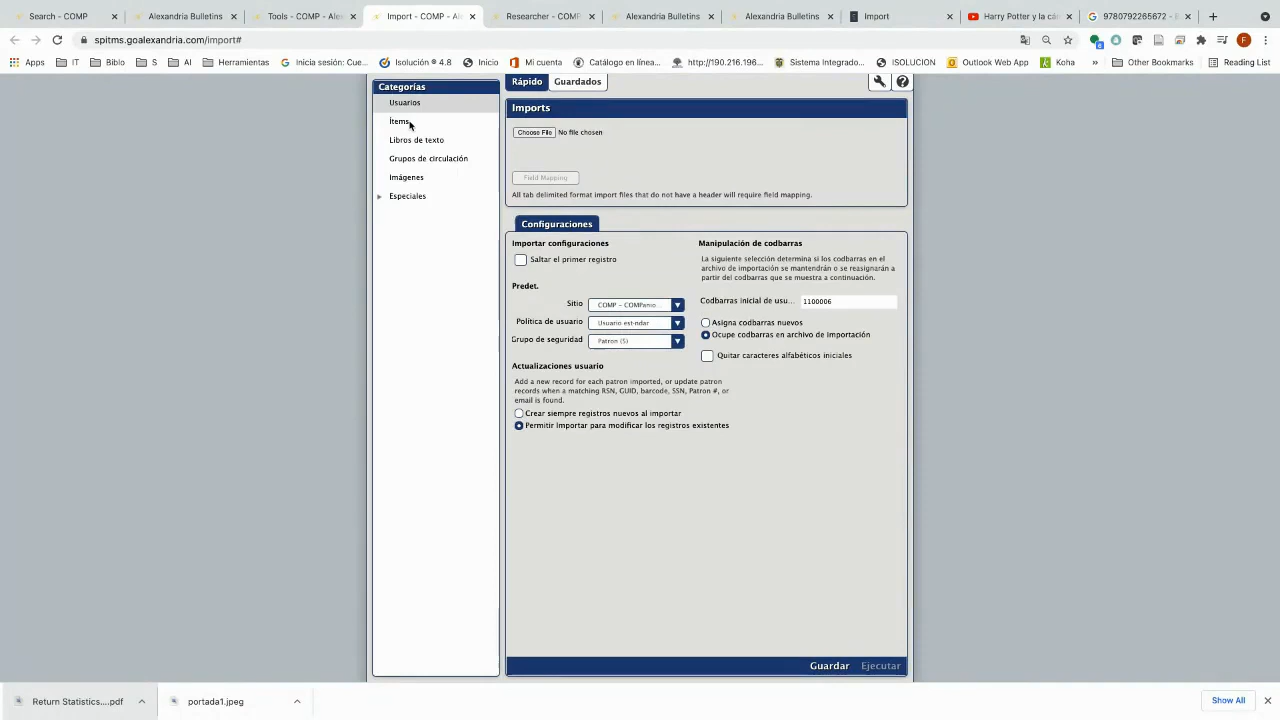 Search - COMP
Alexandria Bulletins
Tools - COMP - Ale
Import - COMP - Al
Researcher - COMP
Alexandria Bulletins
Alexandria Bulletins
Import
Harry Potter y la cá
9780792265672 - B
spitms.goalexandria.com/import#
Apps
IT
Biblo
S
AI
Herramientas
Inicia sesión: Cue...
Isolución ® 4.8
Inicio
Mi cuenta
Catálogo en línea...
http://190.216.196...
Sistema Integrado...
ISOLUCION
Outlook Web App
Koha
»
Other Bookmarks
Reading List
Categorías
Usuarios
Ítems
Libros de texto
Grupos de circulación
Imágenes
Especiales
Rápido
Guardados
Imports
Choose File No file chosen
Field Mapping
All tab delimited format import files that do not have a header will require field mapping.
Configuraciones
Importar configuraciones
Saltar el primer registro
Predet.
Sitio COMP - COMPanio...
Política de usuario Usuario est·ndar
Grupo de seguridad Patron (5)
Actualizaciones usuario
Add a new record for each patron imported, or update patron
records when a matching RSN, GUID, barcode, SSN, Patron #, or
email is found.
Crear siempre registros nuevos al importar
Permitir Importar para modificar los registros existentes
Manipulación de codbarras
La siguiente selección determina si los codbarras en el
archivo de importación se mantendrán o se reasignarán a
partir del codbarras que se muestra a continuación.
Codbarras inicial de usu... 1100006
Asigna codbarras nuevos
Ocupe codbarras en archivo de importación
Quitar caracteres alfabéticos iniciales
Guardar
Ejecutar
Return Statistics....pdf
portada1.jpeg
Show All